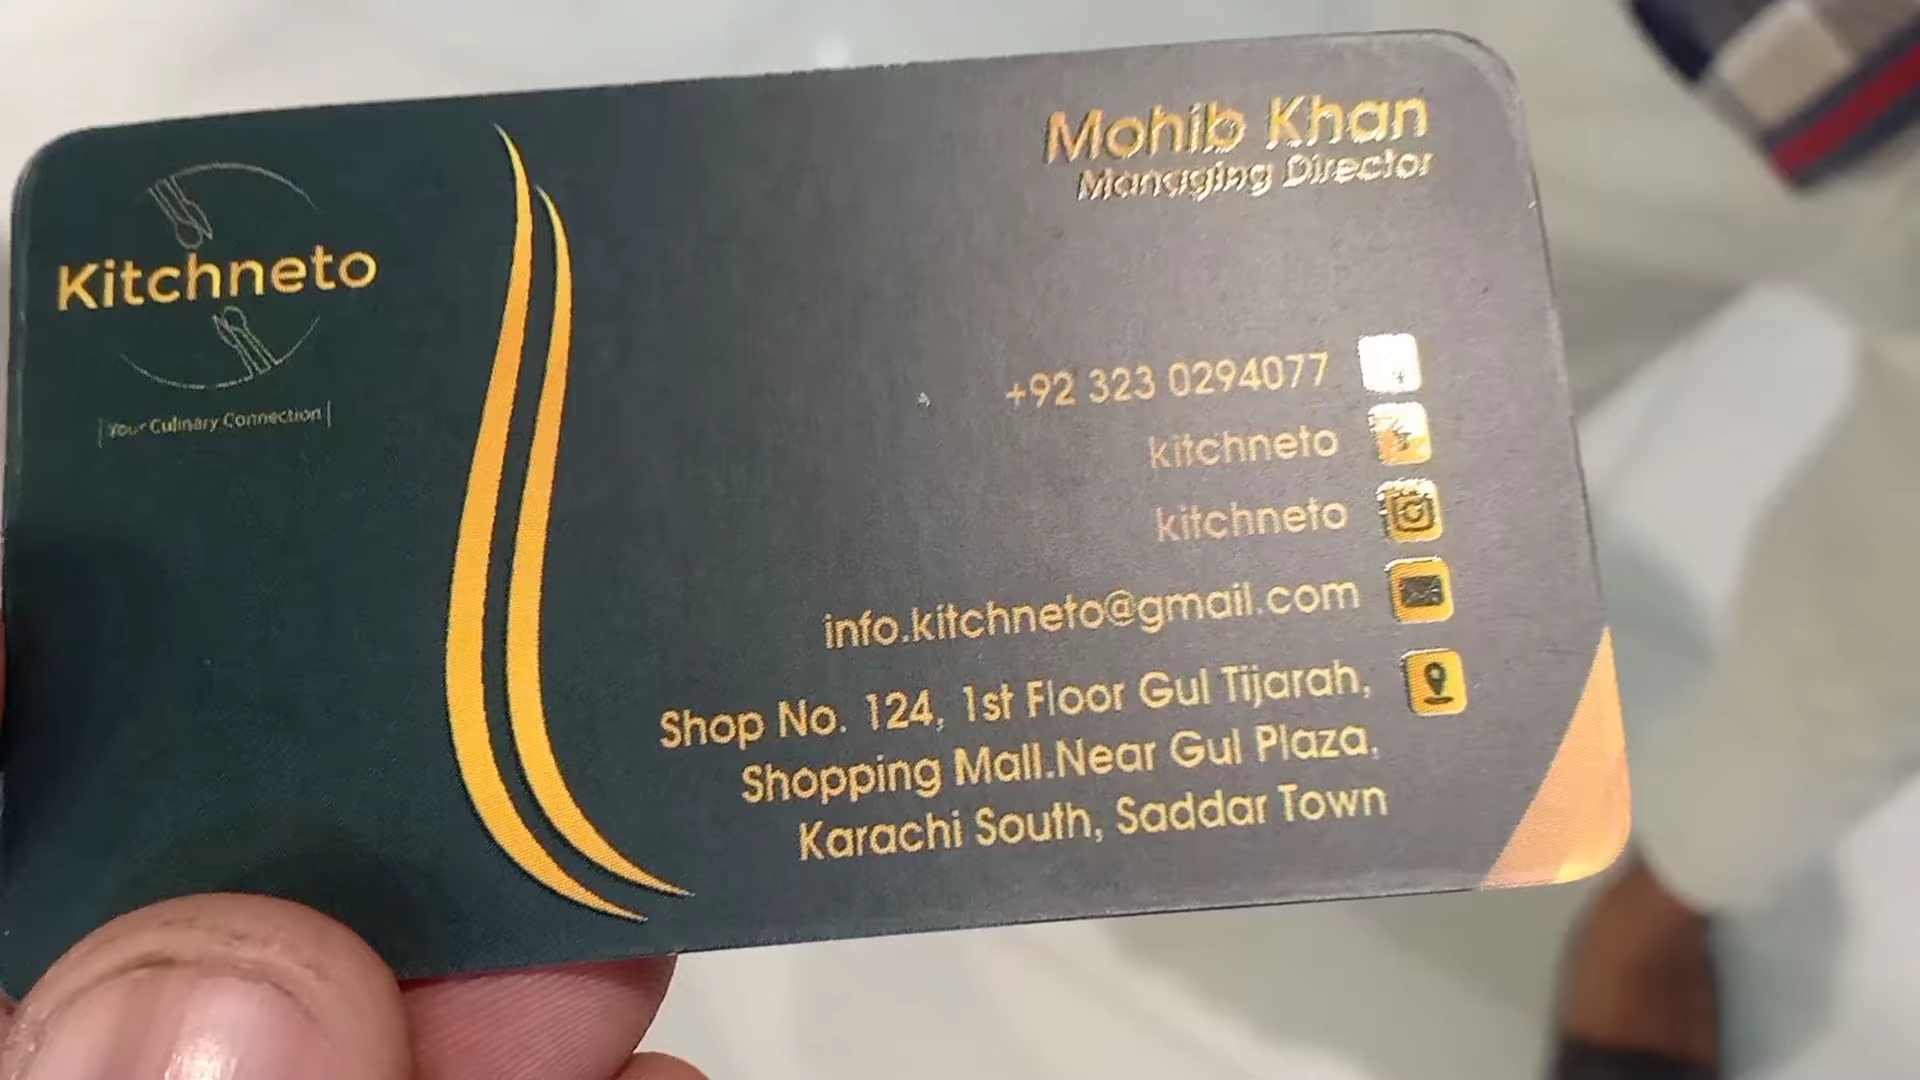 Kitchneto
Your Culinary Connection
Mohib Khan
Managing Director
+92 323 0294077
kitchneto
kitchneto
info.kitchneto@gmail.com
Shop No. 124, 1st Floor Gul Tijarah,
Shopping Mall.Near Gul Plaza,
Karachi South, Saddar Town